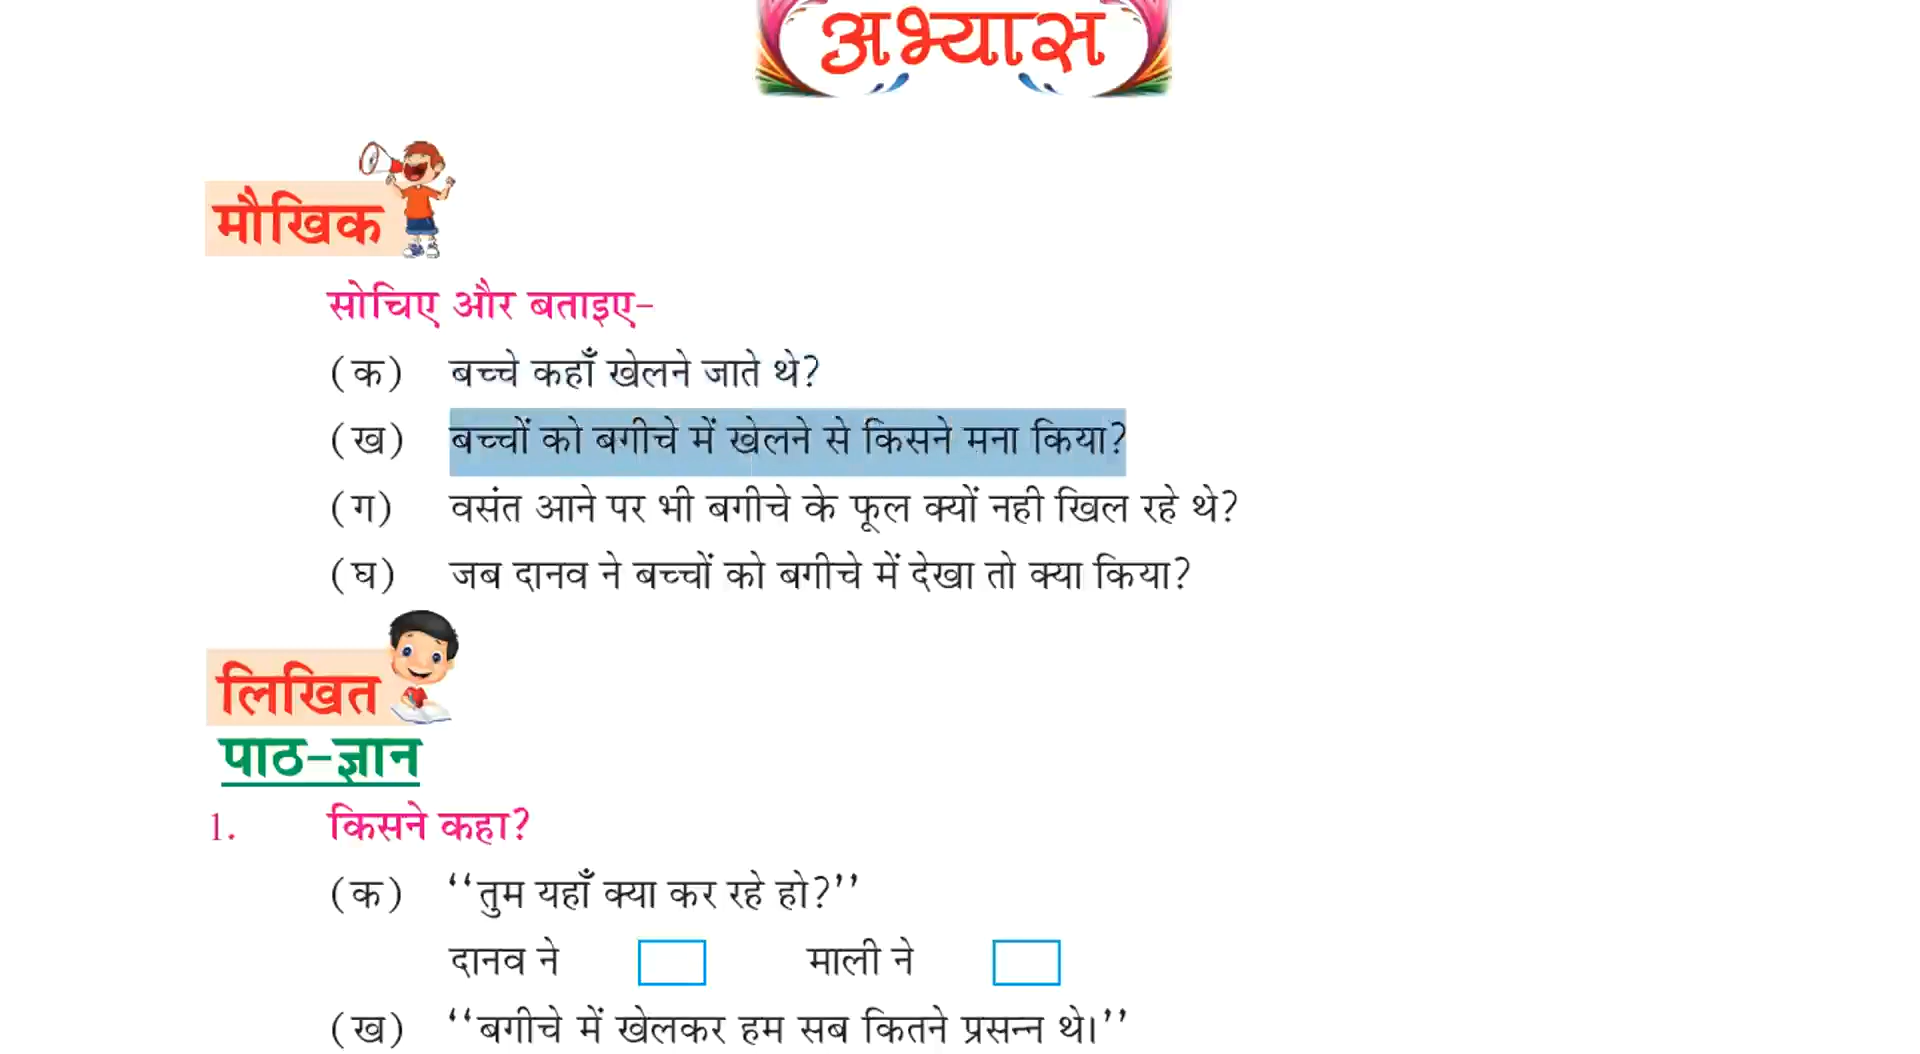 अभ्यास
मौखिक
सोचिए और बताइए-
(क) बच्चे कहाँ खेलने जाते थे?
(ख) बच्चों को बगीचे में खेलने से किसने मना किया?
(ग) वसंत आने पर भी बगीचे के फूल क्यों नही खिल रहे थे?
(घ) जब दानव ने बच्चों को बगीचे में देखा तो क्या किया?
लिखित
पाठ-ज्ञान
1. किसने कहा?
(क) ‘‘तुम यहाँ क्या कर रहे हो?’’
दानव ने माली ने
(ख) ‘‘बगीचे में खेलकर हम सब कितने प्रसन्न थे।’’